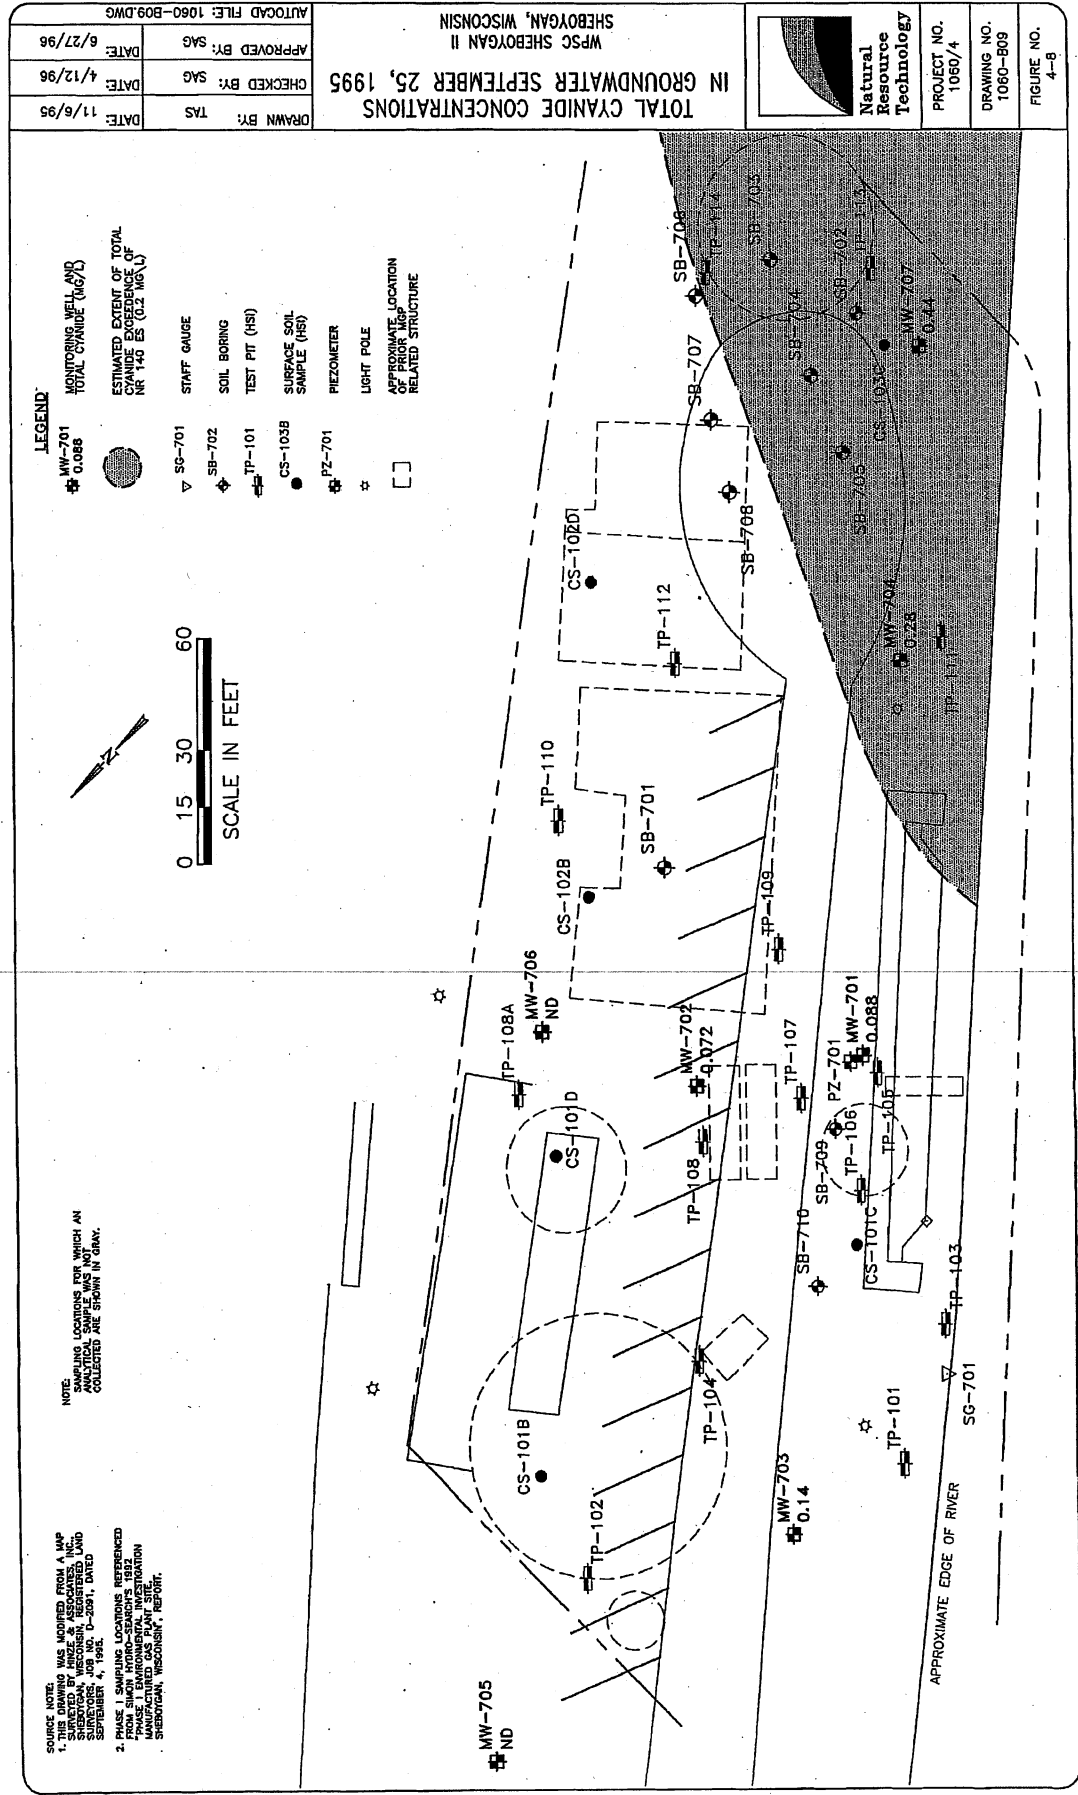 SOURCE NOTE:
1. THIS DRAWING WAS MODIFIED FROM A MAP
SURVEYED BY HINZE & ASSOCIATES, INC.,
SHEBOYGAN, WISCONSIN, REGISTERED LAND
SURVEYORS, JOB NO. D-2091, DATED
SEPTEMBER 4, 1995.
2. PHASE I SAMPLING LOCATIONS REFERENCED
FROM SIMON HYDRO-SEARCH'S 1992
"PHASE I ENVIRONMENTAL INVESTIGATION
MANUFACTURED GAS PLANT SITE,
SHEBOYGAN, WISCONSIN", REPORT.
NOTE:
SAMPLING LOCATIONS FOR WHICH AN
ANALYTICAL SAMPLE WAS NOT
COLLECTED ARE SHOWN IN GRAY.
N
0 15 30 60
SCALE IN FEET
LEGEND
MW-701
0.088
MONITORING WELL AND
TOTAL CYANIDE (MG/L)
ESTIMATED EXTENT OF TOTAL
CYANIDE EXCEEDENCE OF
NR 140 ES (0.2 MG\L)
SG-701
STAFF GAUGE
SB-702
SOIL BORING
TP-101
TEST PIT (HSI)
CS-103B
SURFACE SOIL
SAMPLE (HSI)
PZ-701
PIEZOMETER
LIGHT POLE
APPROXIMATE LOCATION
OF PRIOR MGP
RELATED STRUCTURE
MW-705
ND
TP-102
CS-101B
CS-101D
TP-108A
MW-706
ND
CS-102B
TP-110
SB-701
TP-112
CS-102D
SB-708
SB-707
SB-706
TP-114
SB-703
SB-704
SB-702
TP-113
CS-103C
MW-707
0.44
SB-705
MW-704
0.28
TP-111
TP-109
MW-702
0.072
TP-108
TP-107
PZ-701
MW-701
0.088
TP-105
TP-106
SB-709
SB-710
CS-101C
TP-103
TP-104
SG-701
TP-101
MW-703
0.14
APPROXIMATE EDGE OF RIVER
DRAWN BY: TAS DATE: 11/6/95
CHECKED BY: SAG DATE: 4/12/96
APPROVED BY: SAG DATE: 6/27/96
AUTOCAD FILE: 1060-B09.DWG
TOTAL CYANIDE CONCENTRATIONS
IN GROUNDWATER SEPTEMBER 25, 1995
WPSC SHEBOYGAN II
SHEBOYGAN, WISCONSIN
Natural
Resource
Technology
PROJECT NO.
1060/4
DRAWING NO.
1060-B09
FIGURE NO.
4-8